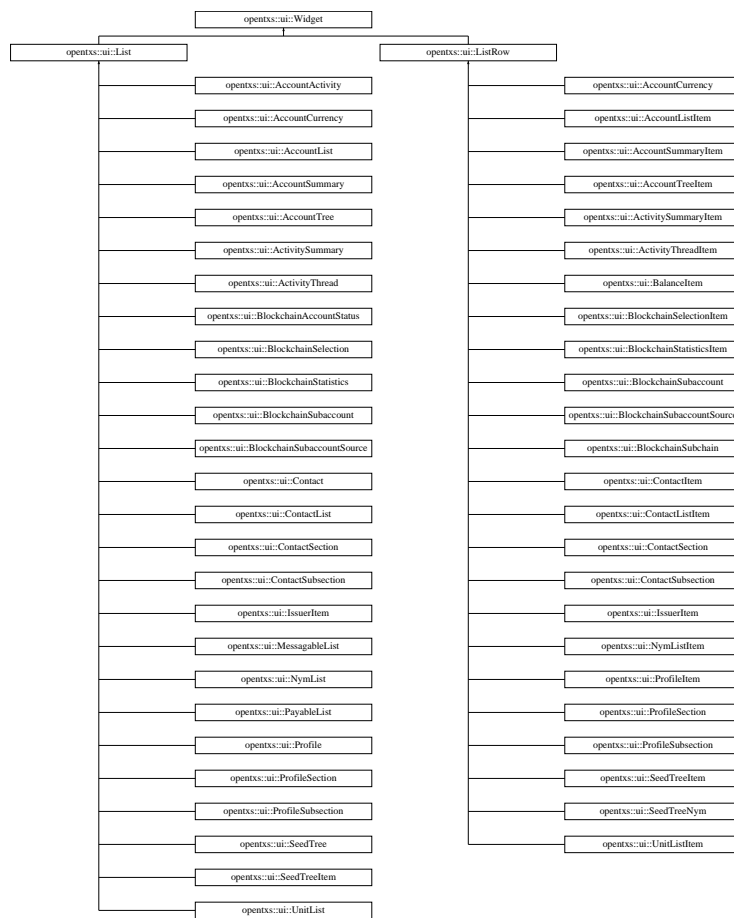 opentxs::ui::Widget
opentxs::ui::List
opentxs::ui::ListRow
opentxs::ui::AccountActivity
opentxs::ui::AccountCurrency
opentxs::ui::AccountList
opentxs::ui::AccountSummary
opentxs::ui::AccountTree
opentxs::ui::ActivitySummary
opentxs::ui::ActivityThread
opentxs::ui::BlockchainAccountStatus
opentxs::ui::BlockchainSelection
opentxs::ui::BlockchainStatistics
opentxs::ui::BlockchainSubaccount
opentxs::ui::BlockchainSubaccountSource
opentxs::ui::Contact
opentxs::ui::ContactList
opentxs::ui::ContactSection
opentxs::ui::ContactSubsection
opentxs::ui::IssuerItem
opentxs::ui::MessagableList
opentxs::ui::NymList
opentxs::ui::PayableList
opentxs::ui::Profile
opentxs::ui::ProfileSection
opentxs::ui::ProfileSubsection
opentxs::ui::SeedTree
opentxs::ui::SeedTreeItem
opentxs::ui::UnitList
opentxs::ui::AccountCurrency
opentxs::ui::AccountListItem
opentxs::ui::AccountSummaryItem
opentxs::ui::AccountTreeItem
opentxs::ui::ActivitySummaryItem
opentxs::ui::ActivityThreadItem
opentxs::ui::BalanceItem
opentxs::ui::BlockchainSelectionItem
opentxs::ui::BlockchainStatisticsItem
opentxs::ui::BlockchainSubaccount
opentxs::ui::BlockchainSubaccountSource
opentxs::ui::BlockchainSubchain
opentxs::ui::ContactItem
opentxs::ui::ContactListItem
opentxs::ui::ContactSection
opentxs::ui::ContactSubsection
opentxs::ui::IssuerItem
opentxs::ui::NymListItem
opentxs::ui::ProfileItem
opentxs::ui::ProfileSection
opentxs::ui::ProfileSubsection
opentxs::ui::SeedTreeItem
opentxs::ui::SeedTreeNym
opentxs::ui::UnitListItem